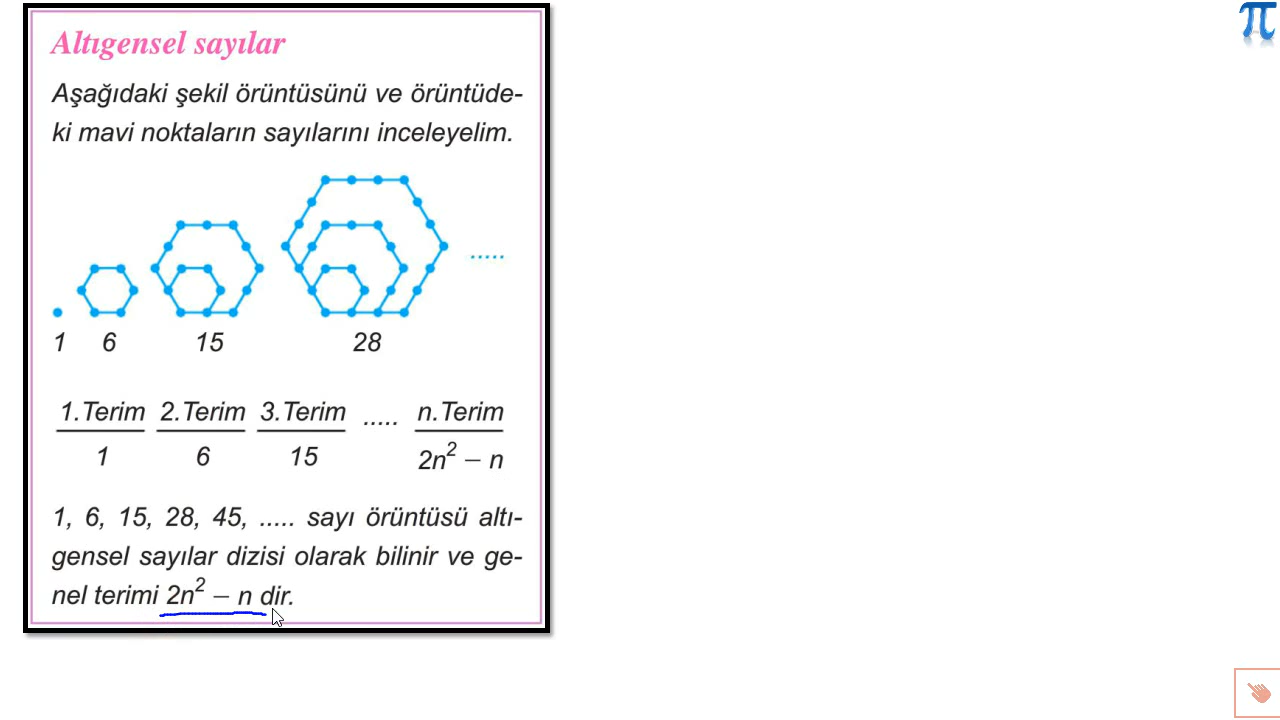 Altıgensel sayılar
Aşağıdaki şekil örüntüsünü ve örüntüde-
ki mavi noktaların sayılarını inceleyelim.
.....
1 6 15 28
1.Terim 2.Terim 3.Terim ..... n.Terim
1 6 15 2n² – n
1, 6, 15, 28, 45, ..... sayı örüntüsü altı-
gensel sayılar dizisi olarak bilinir ve ge-
nel terimi 2n² – n dir.
π